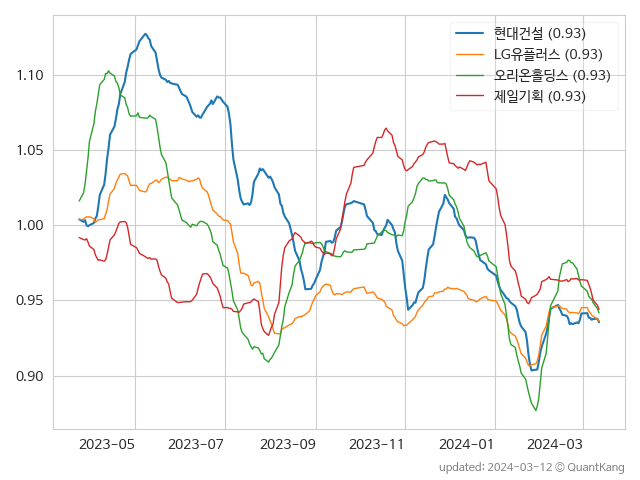 현대건설 (0.93)
LG유플러스 (0.93)
오리온홀딩스 (0.93)
제일기획 (0.93)
1.10
1.05
1.00
0.95
0.90
2023-05 2023-07 2023-09 2023-11 2024-01 2024-03
updated: 2024-03-12 © QuantKang